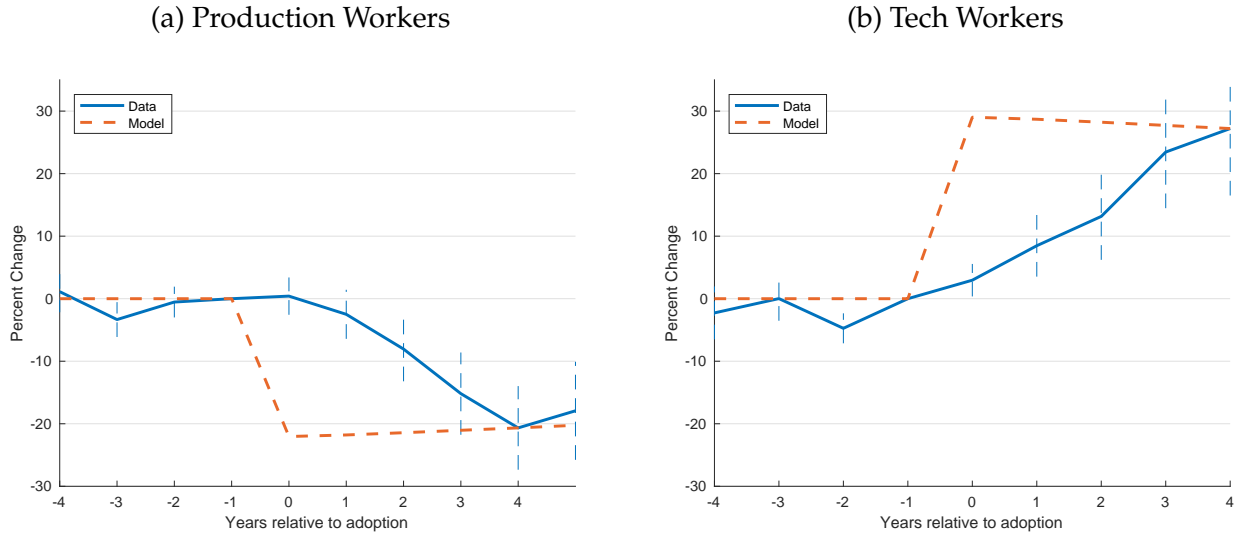 (a) Production Workers
Data
Model
Percent Change
30
20
10
0
-10
-20
-30
-4 -3 -2 -1 0 1 2 3 4
Years relative to adoption
(b) Tech Workers
Data
Model
Percent Change
30
20
10
0
-10
-20
-30
-4 -3 -2 -1 0 1 2 3 4
Years relative to adoption